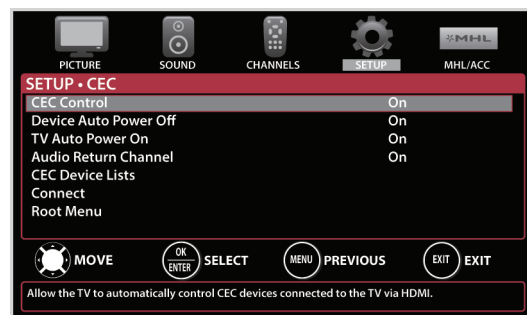 MHL
PICTURE SOUND CHANNELS SETUP MHL/ACC
SETUP • CEC
CEC Control On
Device Auto Power Off On
TV Auto Power On On
Audio Return Channel On
CEC Device Lists
Connect
Root Menu
MOVE OK ENTER SELECT MENU PREVIOUS EXIT EXIT
Allow the TV to automatically control CEC devices connected to the TV via HDMI.